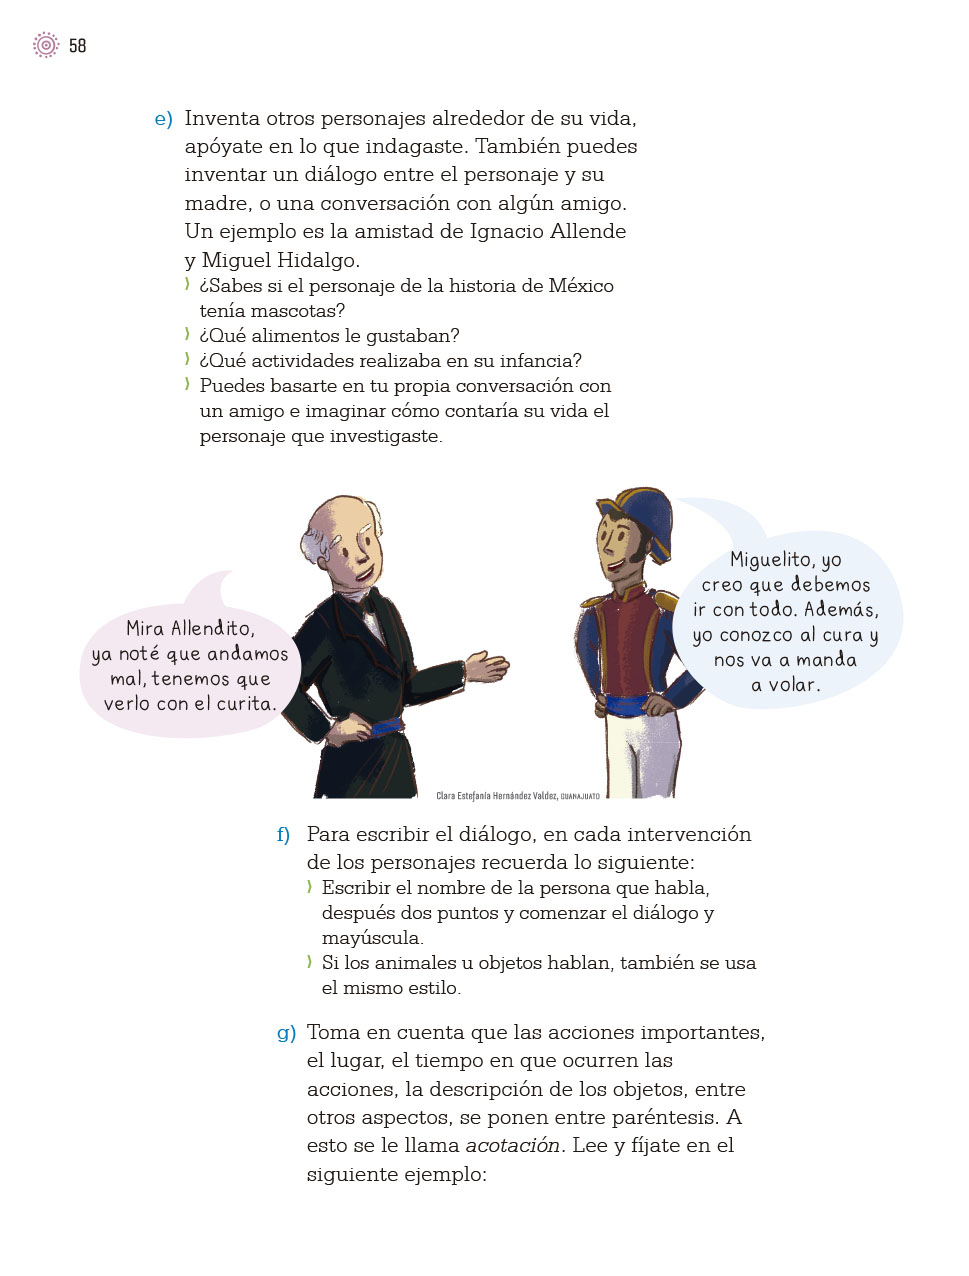 58
e) Inventa otros personajes alrededor de su vida,
apóyate en lo que indagaste. También puedes
inventar un diálogo entre el personaje y su
madre, o una conversación con algún amigo.
Un ejemplo es la amistad de Ignacio Allende
y Miguel Hidalgo.
⟩ ¿Sabes si el personaje de la historia de México
tenía mascotas?
⟩ ¿Qué alimentos le gustaban?
⟩ ¿Qué actividades realizaba en su infancia?
⟩ Puedes basarte en tu propia conversación con
un amigo e imaginar cómo contaría su vida el
personaje que investigaste.
Mira Allendito,
ya noté que andamos
mal, tenemos que
verlo con el curita.
Miguelito, yo
creo que debemos
ir con todo. Además,
yo conozco al cura y
nos va a manda
a volar.
Clara Estefanía Hernández Valdez, GUANAJUATO
f) Para escribir el diálogo, en cada intervención
de los personajes recuerda lo siguiente:
⟩ Escribir el nombre de la persona que habla,
después dos puntos y comenzar el diálogo y
mayúscula.
⟩ Si los animales u objetos hablan, también se usa
el mismo estilo.
g) Toma en cuenta que las acciones importantes,
el lugar, el tiempo en que ocurren las
acciones, la descripción de los objetos, entre
otros aspectos, se ponen entre paréntesis. A
esto se le llama acotación. Lee y fíjate en el
siguiente ejemplo: